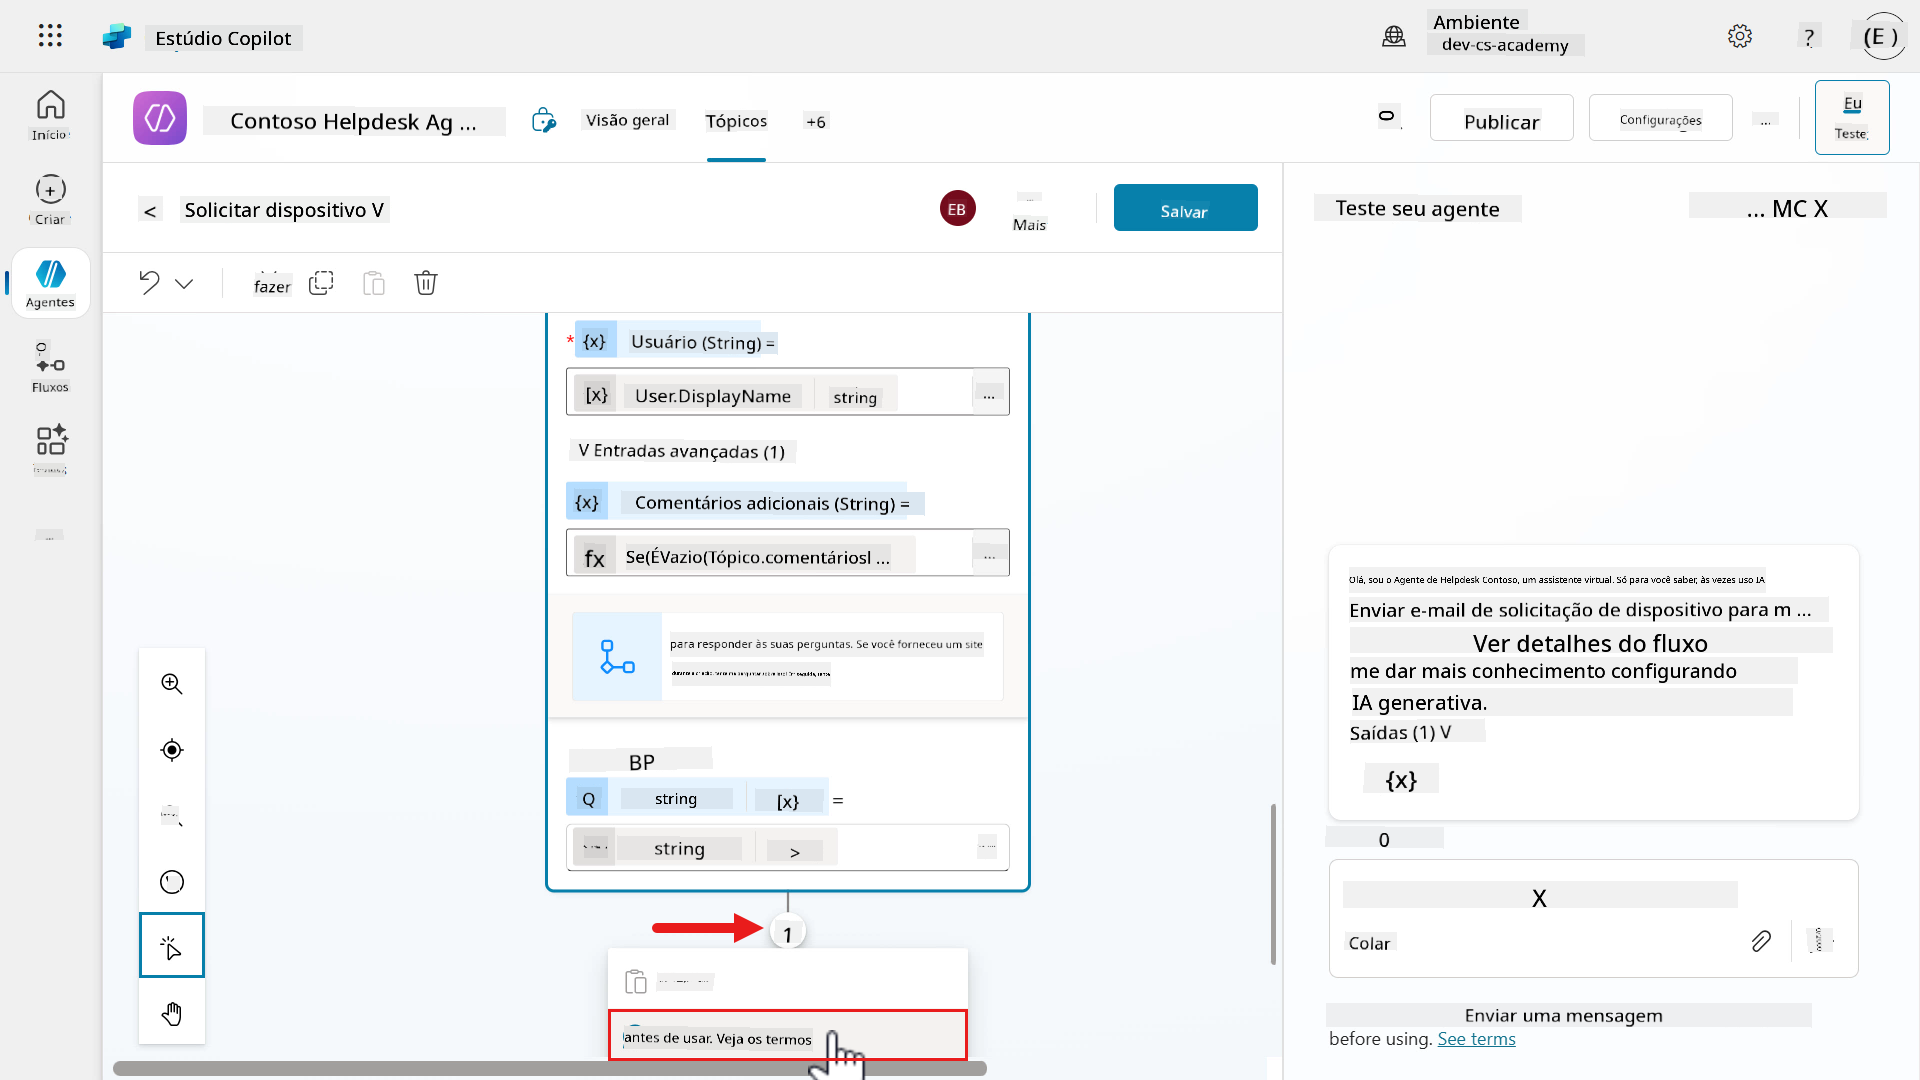 Estúdio Copilot
Ambiente
dev-cs-academy
?
(E )
Início
Criar
Agentes
Fluxos
Contoso Helpdesk Ag ...
Visão geral
Tópicos
+6
Publicar
Configurações
...
Eu
Teste
< Solicitar dispositivo V
EB
Mais
Salvar
fazer
* {x} Usuário (String) =
[x} User.DisplayName string ...
V Entradas avançadas (1)
{x} Comentários adicionais (String) =
fx Se(ÉVazio(Tópico.comentáriosl ...
...
para responder às suas perguntas. Se você forneceu um site
BP
Q string [x} =
string >
1
antes de usar. Veja os termos
Teste seu agente
... MC X
Olá, sou o Agente de Helpdesk Contoso, um assistente virtual. Só para você saber, às vezes uso IA
Enviar e-mail de solicitação de dispositivo para m ...
Ver detalhes do fluxo
me dar mais conhecimento configurando
IA generativa.
Saídas (1) V
{x}
0
X
Colar
Enviar uma mensagem
before using. See terms